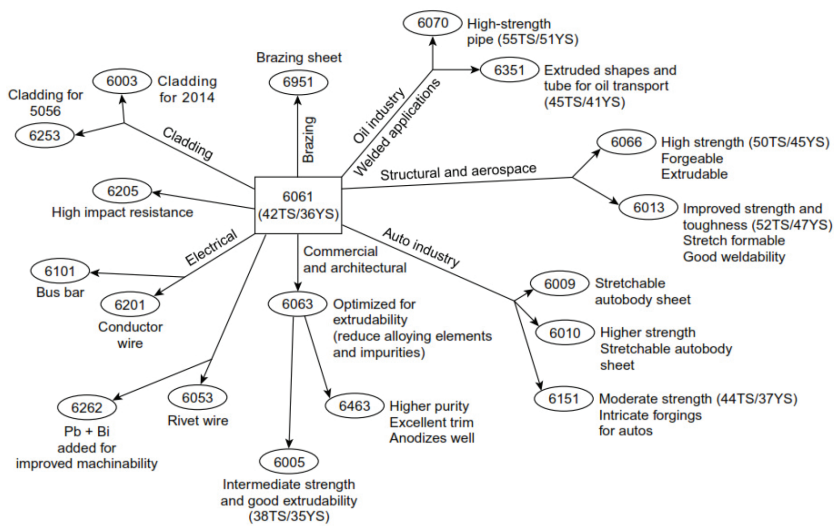 6070
High-strength
pipe (55TS/51YS)
6351
Extruded shapes and
tube for oil transport
(45TS/41YS)
Oil industry
Welded applications
Brazing sheet
6951
Brazing
6003
Cladding
for 2014
Cladding for
5056
6253
Cladding
6205
High impact resistance
6061
(42TS/36YS)
Structural and aerospace
6066
High strength (50TS/45YS)
Forgeable
Extrudable
6013
Improved strength and
toughness (52TS/47YS)
Stretch formable
Good weldability
Electrical
6101
Bus bar
6201
Conductor
wire
Commercial
and architectural
6063
Optimized for
extrudability
(reduce alloying elements
and impurities)
Auto industry
6009
Stretchable
autobody sheet
6010
Higher strength
Stretchable autobody
sheet
6151
Moderate strength (44TS/37YS)
Intricate forgings
for autos
6262
Pb + Bi
added for
improved machinability
6053
Rivet wire
6463
Higher purity
Excellent trim
Anodizes well
6005
Intermediate strength
and good extrudability
(38TS/35YS)